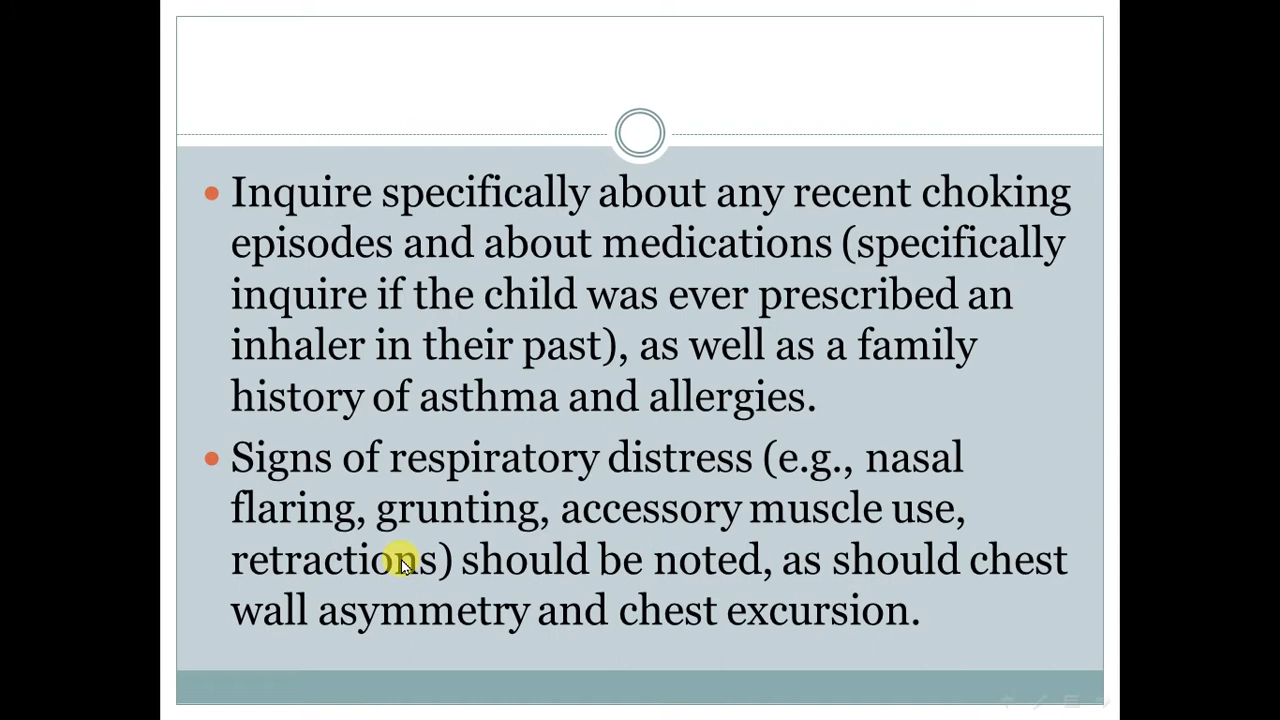 Inquire specifically about any recent choking
episodes and about medications (specifically
inquire if the child was ever prescribed an
inhaler in their past), as well as a family
history of asthma and allergies.
Signs of respiratory distress (e.g., nasal
flaring, grunting, accessory muscle use,
retractions) should be noted, as should chest
wall asymmetry and chest excursion.